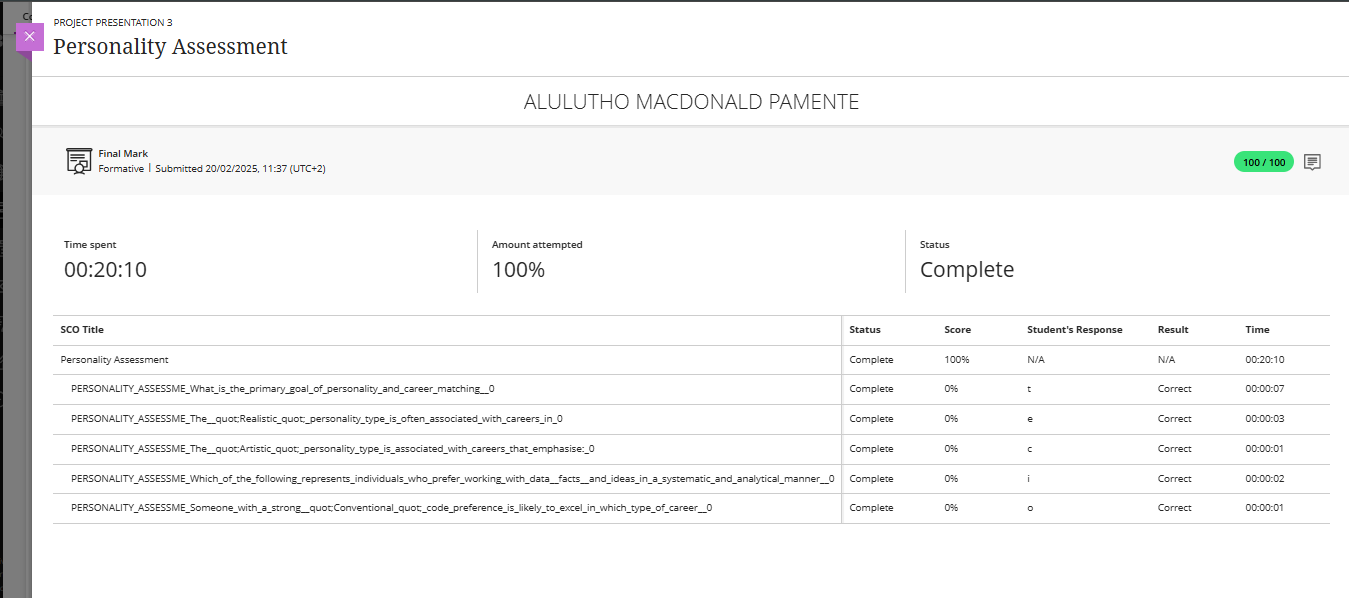 PROJECT PRESENTATION 3
Personality Assessment
ALULUTHO MACDONALD PAMENTE
Final Mark
Formative | Submitted 20/02/2025, 11:37 (UTC+2)
100 / 100
Time spent
00:20:10
Amount attempted
100%
Status
Complete
SCO Title Status Score Student's Response Result Time
Personality Assessment Complete 100% N/A N/A 00:20:10
PERSONALITY_ASSESSME_What_is_the_primary_goal_of_personality_and_career_matching__0 Complete 0% t Correct 00:00:07
PERSONALITY_ASSESSME_The__quot;Realistic_quot;_personality_type_is_often_associated_with_careers_in_0 Complete 0% e Correct 00:00:03
PERSONALITY_ASSESSME_The__quot;Artistic_quot;_personality_type_is_associated_with_careers_that_emphasise:_0 Complete 0% c Correct 00:00:01
PERSONALITY_ASSESSME_Which_of_the_following_represents_individuals_who_prefer_working_with_data__facts__and_ideas_in_a_systematic_and_analytical_manner__0 Complete 0% i Correct 00:00:02
PERSONALITY_ASSESSME_Someone_with_a_strong__quot;Conventional_quot;_code_preference_is_likely_to_excel_in_which_type_of_career__0 Complete 0% o Correct 00:00:01